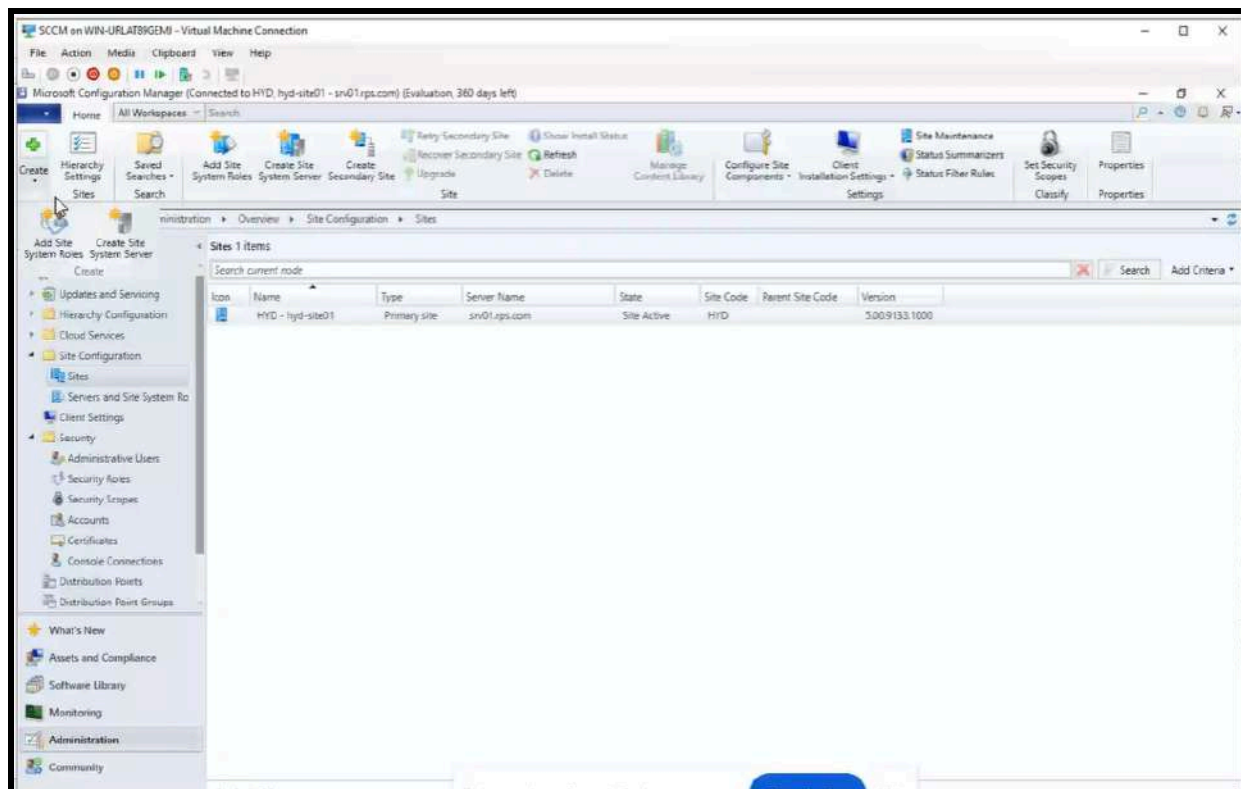 SCCM on WIN-URLAT89GEMJ - Virtual Machine Connection
File Action Media Clipboard View Help
Microsoft Configuration Manager (Connected to HYD, hyd-site01 - srv01.rps.com) (Evaluation, 360 days left)
Home All Workspaces Search
Create
Hierarchy Settings
Saved Searches
Add Site System Roles
Create Site System Server
Create Secondary Site
Retry Secondary Site
Recover Secondary Site
Upgrade
Show Install Status
Refresh
Delete
Manage Content Library
Configure Site Components
Client Installation Settings
Site Maintenance
Status Summarizers
Status Filter Rules
Set Security Scopes
Properties
Sites Search Site Settings Classify Properties
Overview Site Configuration Sites
Add Site System Roles
Create Site System Server
Create
Sites 1 items
Search current node Search Add Criteria
Icon Name Type Server Name State Site Code Parent Site Code Version
HYD - hyd-site01 Primary site srv01.rps.com Site Active HYD 5.00.9133.1000
Updates and Servicing
Hierarchy Configuration
Cloud Services
Site Configuration
Sites
Servers and Site System Ro
Client Settings
Security
Administrative Users
Security Roles
Security Scopes
Accounts
Certificates
Console Connections
Distribution Points
Distribution Point Groups
What's New
Assets and Compliance
Software Library
Monitoring
Administration
Community